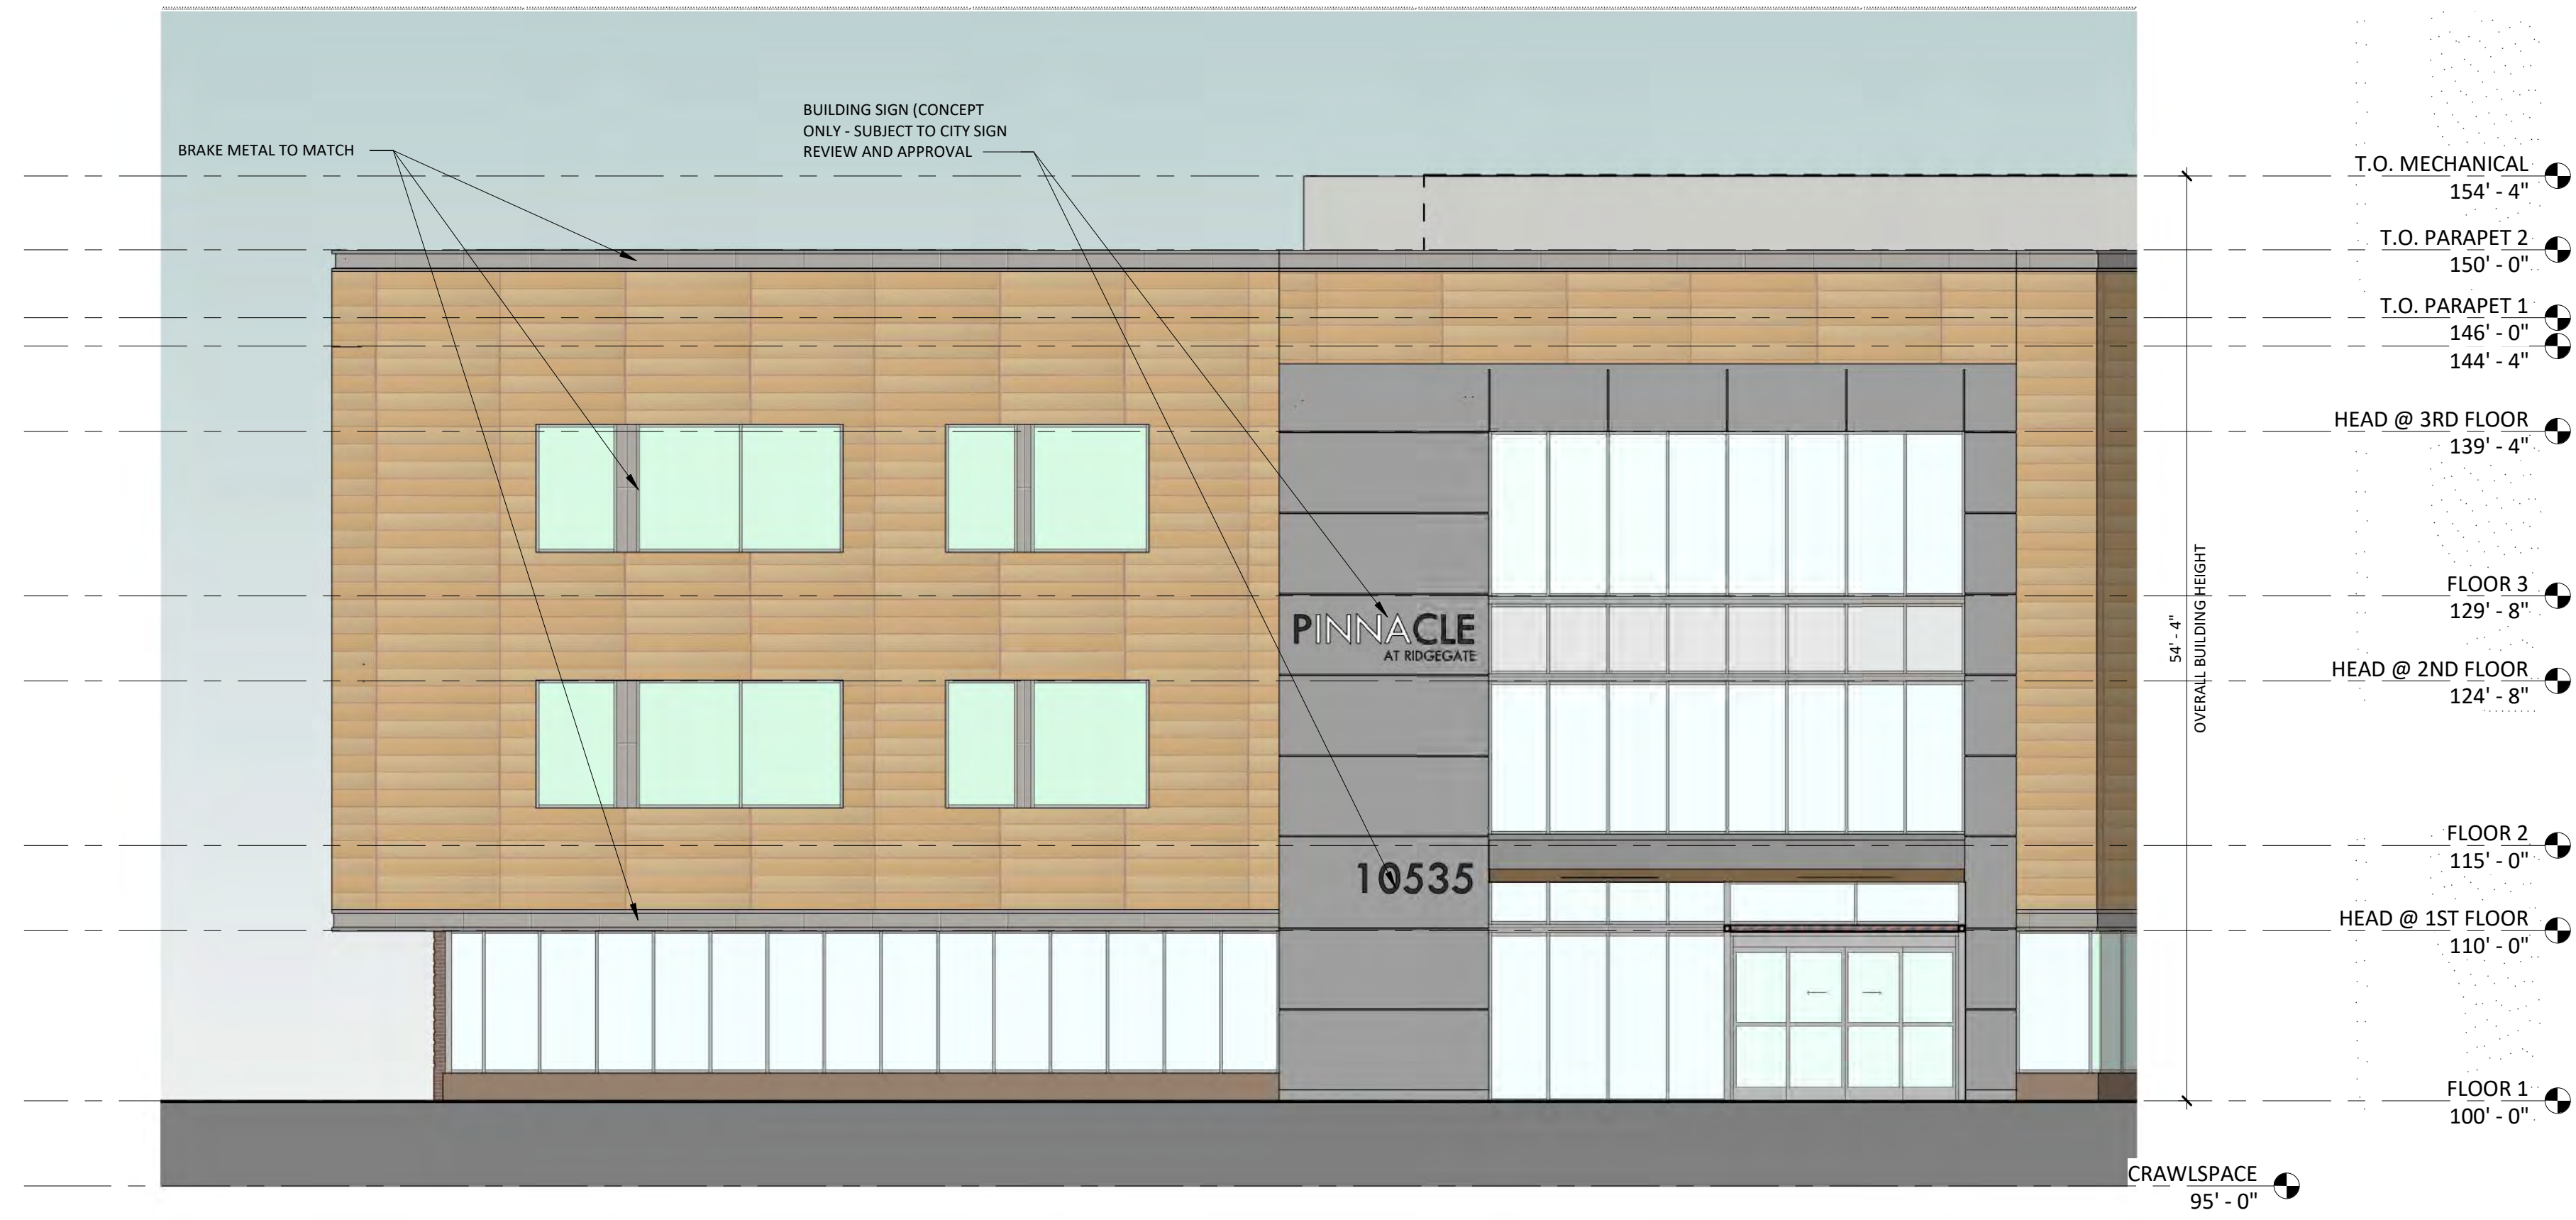 BUILDING SIGN (CONCEPT
ONLY - SUBJECT TO CITY SIGN
REVIEW AND APPROVAL
BRAKE METAL TO MATCH
T.O. MECHANICAL
154' - 4"
T.O. PARAPET 2
150' - 0"
T.O. PARAPET 1
146' - 0"
144' - 4"
HEAD @ 3RD FLOOR
139' - 4"
FLOOR 3
129' - 8"
PINNACLE
AT RIDGEGATE
54' - 4"
OVERALL BUILDING HEIGHT
HEAD @ 2ND FLOOR
124' - 8"
FLOOR 2
115' - 0"
10535
HEAD @ 1ST FLOOR
110' - 0"
FLOOR 1
100' - 0"
CRAWLSPACE
95' - 0"